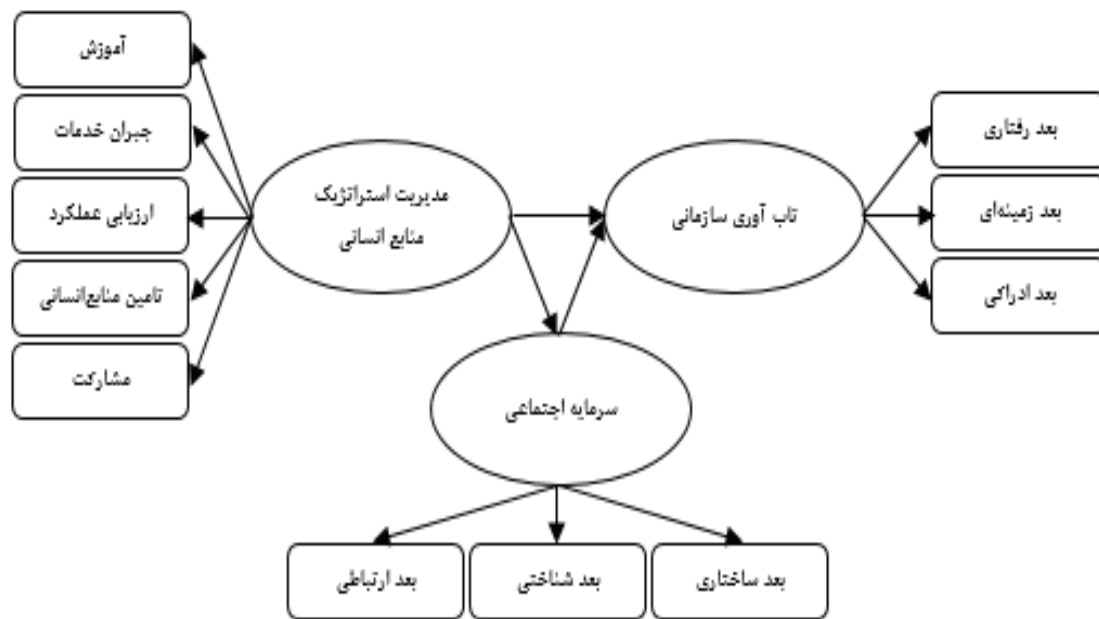 آموزش
جبران خدمات
ارزیابی عملکرد
تامین منابع‌انسانی
مشارکت
مدیریت استراتژیک
منابع انسانی
تاب آوری سازمانی
بعد رفتاری
بعد زمینه‌ای
بعد ادراکی
سرمایه اجتماعی
بعد ساختاری
بعد شناختی
بعد ارتباطی